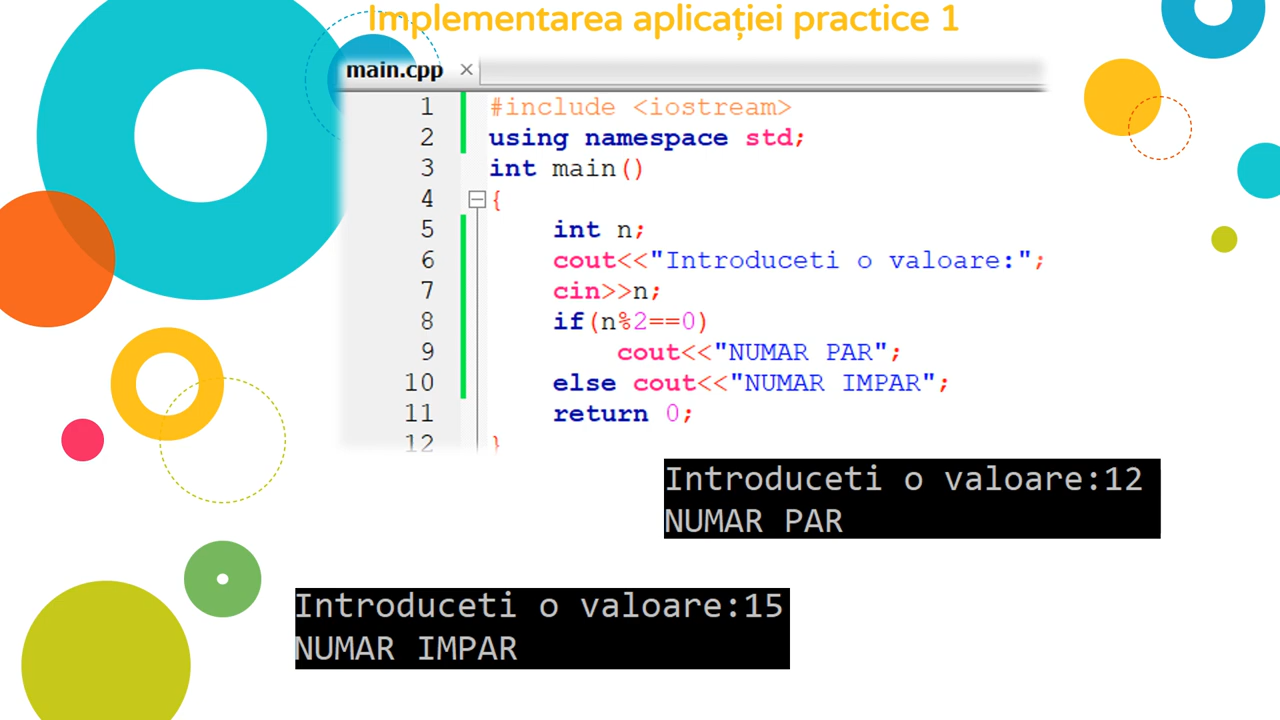 Implementarea aplicației practice 1
main.cpp
1 #include <iostream>
2 using namespace std;
3 int main()
4 {
5 int n;
6 cout<<"Introduceti o valoare:";
7 cin>>n;
8 if(n%2==0)
9 cout<<"NUMAR PAR";
10 else cout<<"NUMAR IMPAR";
11 return 0;
12 }
Introduceti o valoare:12
NUMAR PAR
Introduceti o valoare:15
NUMAR IMPAR